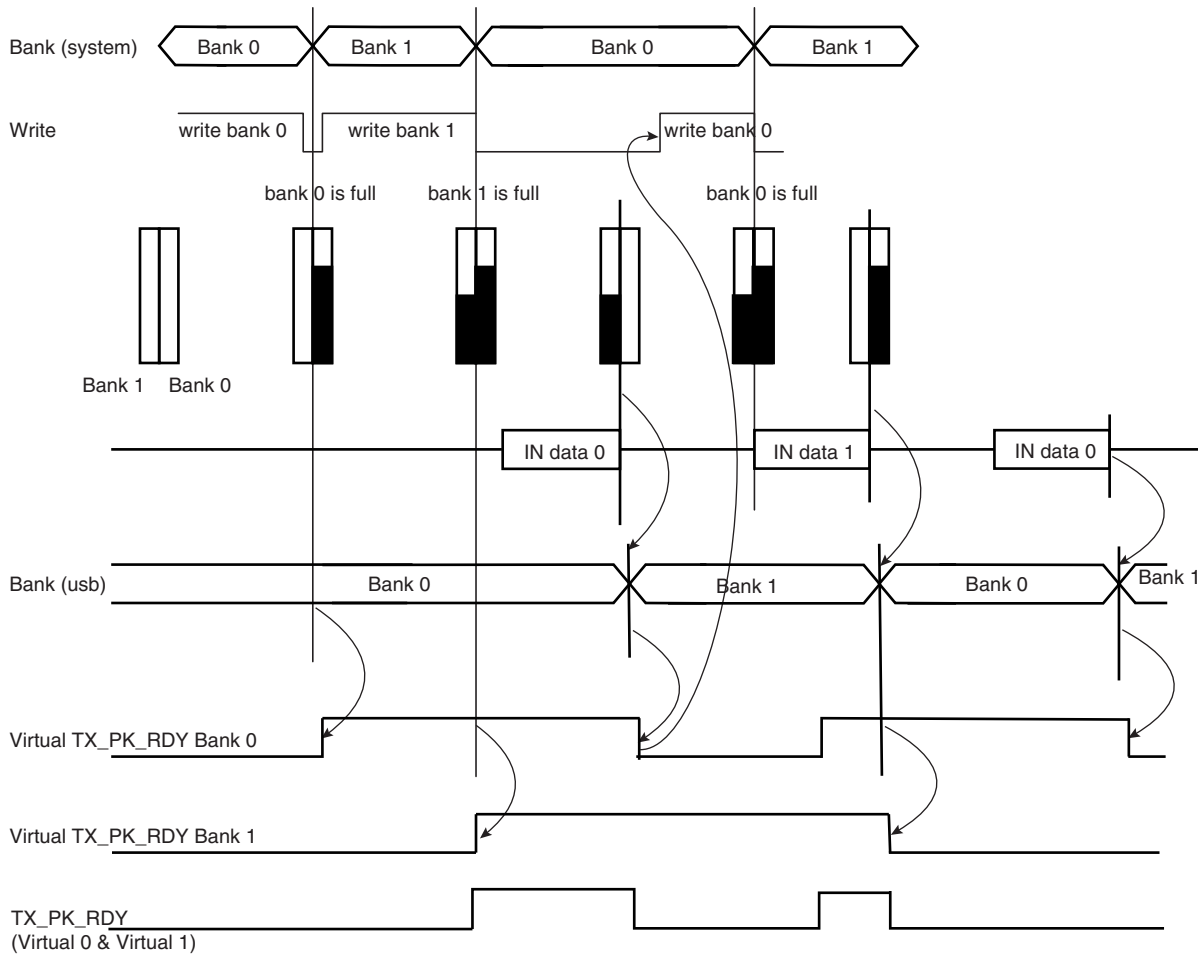 Bank (system)
Bank 0
Bank 1
Bank 0
Bank 1
Write
write bank 0
write bank 1
write bank 0
bank 0 is full
bank 1 is full
bank 0 is full
Bank 1
Bank 0
IN data 0
IN data 1
IN data 0
Bank (usb)
Bank 0
Bank 1
Bank 0
Bank 1
Virtual TX_PK_RDY Bank 0
Virtual TX_PK_RDY Bank 1
TX_PK_RDY
(Virtual 0 & Virtual 1)